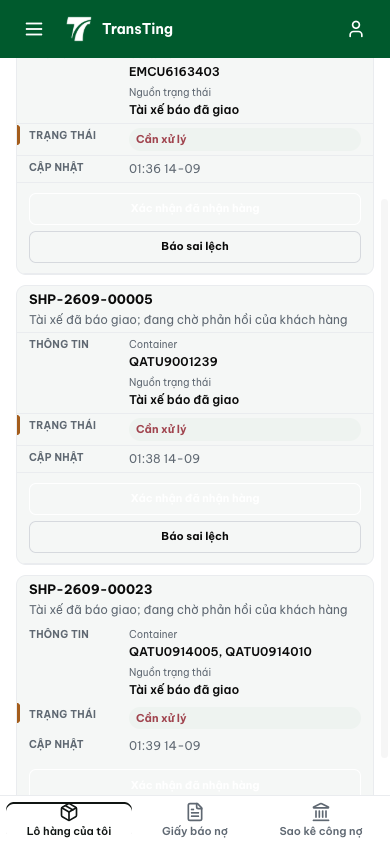 TransTing
EMCU6163403
Nguồn trạng thái
Tài xế báo đã giao
TRẠNG THÁI
Cần xử lý
CẬP NHẬT
01:36 14-09
Xác nhận đã nhận hàng
Báo sai lệch
SHP-2609-00005
Tài xế đã báo giao; đang chờ phản hồi của khách hàng
THÔNG TIN
Container
QATU9001239
Nguồn trạng thái
Tài xế báo đã giao
TRẠNG THÁI
Cần xử lý
CẬP NHẬT
01:38 14-09
Xác nhận đã nhận hàng
Báo sai lệch
SHP-2609-00023
Tài xế đã báo giao; đang chờ phản hồi của khách hàng
THÔNG TIN
Container
QATU0914005, QATU0914010
Nguồn trạng thái
Tài xế báo đã giao
TRẠNG THÁI
Cần xử lý
CẬP NHẬT
01:39 14-09
Xác nhận đã nhận hàng
Lô hàng của tôi
Giấy báo nợ
Sao kê công nợ